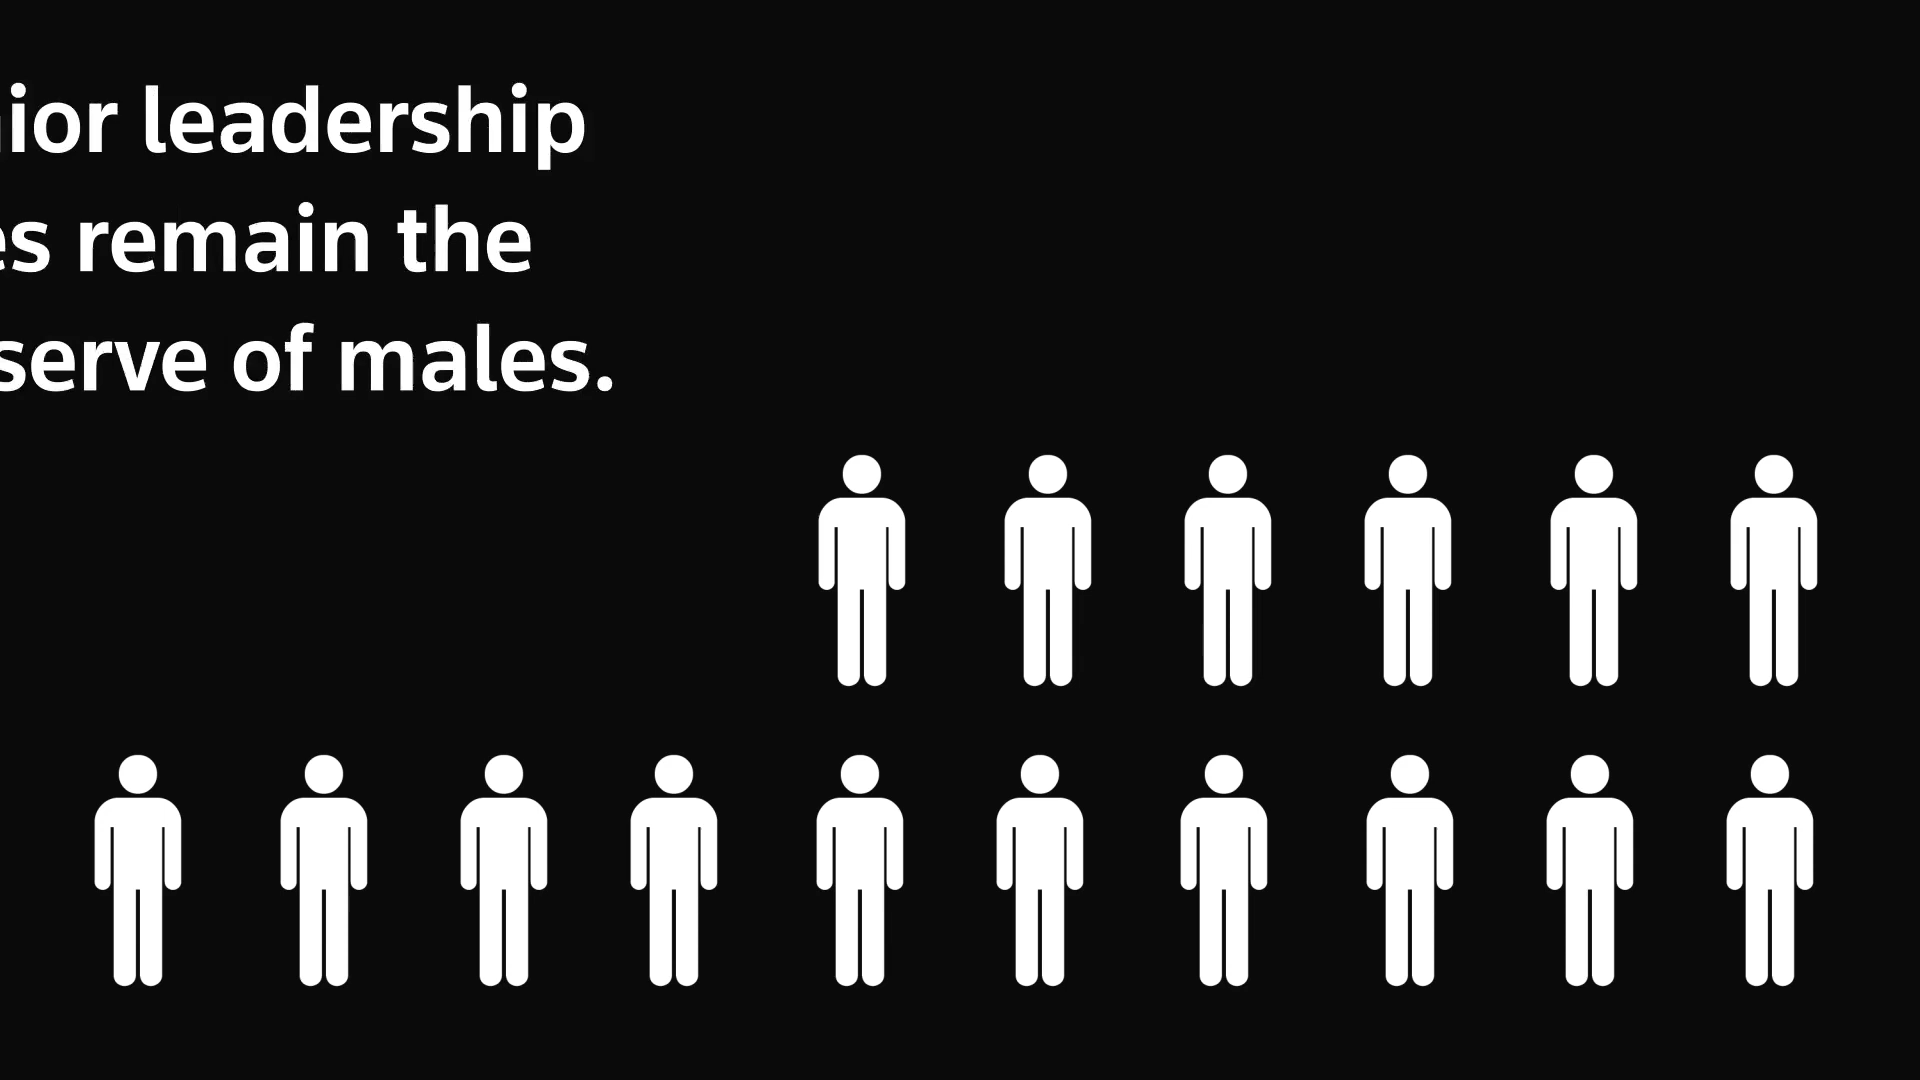 ior leadership
es remain the
serve of males.